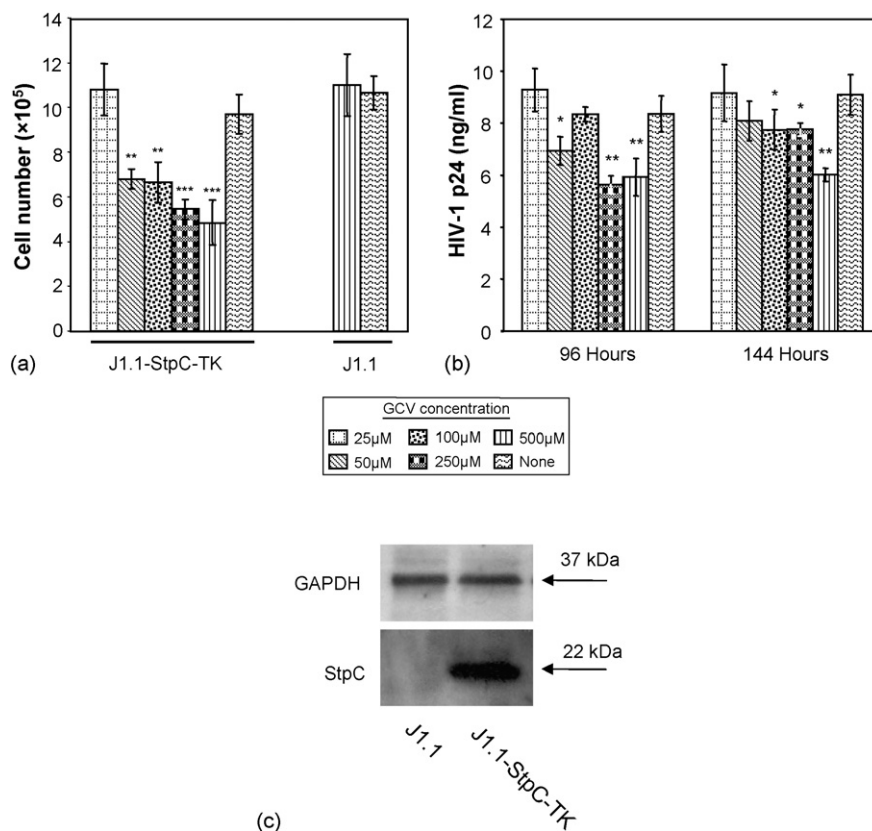 14
12
10
8
6
4
2
0
Cell number (×10⁵)
** ** *** ***
J1.1-StpC-TK J1.1
(a)
12
10
8
6
4
2
0
HIV-1 p24 (ng/ml)
* ** ** * * **
96 Hours 144 Hours
(b)
GCV concentration
25µM 100µM 500µM
50µM 250µM None
GAPDH 37 kDa
StpC 22 kDa
J1.1 J1.1-StpC-TK
(c)